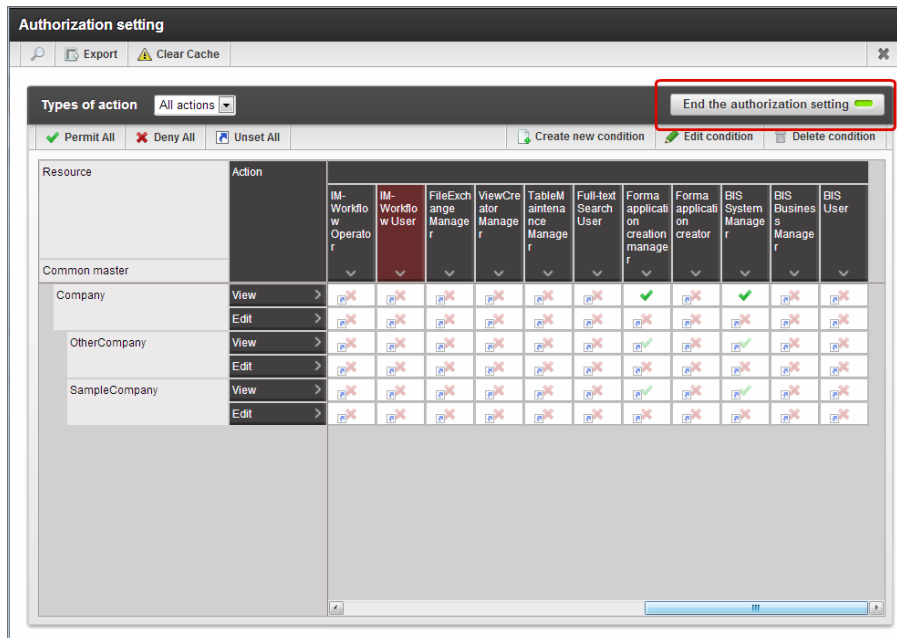 Authorization setting
Export Clear Cache
Types of action All actions End the authorization setting
Permit All Deny All Unset All Create new condition Edit condition Delete condition
Resource Action
IM-
Workflo
w
Operato
r
IM-
Workflo
w User
FileExch
ange
Manage
r
ViewCre
ator
Manage
r
TableM
aintena
nce
Manage
r
Full-text
Search
User
Forma
applicati
on
creation
manage
r
Forma
applicati
on
creator
BIS
System
Manage
r
BIS
Busines
s
Manage
r
BIS
User
Common master
Company View
Edit
OtherCompany View
Edit
SampleCompany View
Edit